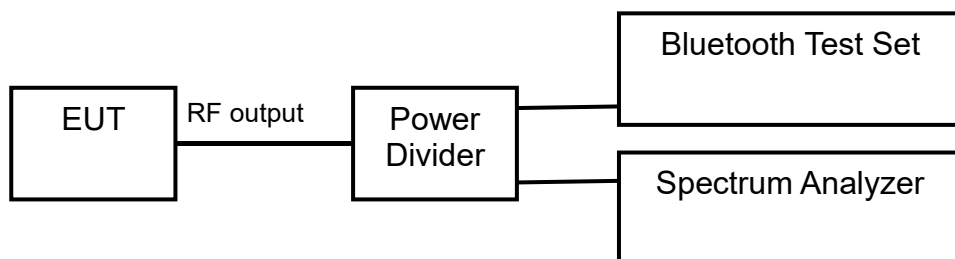 EUT
RF output
Power
Divider
Bluetooth Test Set
Spectrum Analyzer